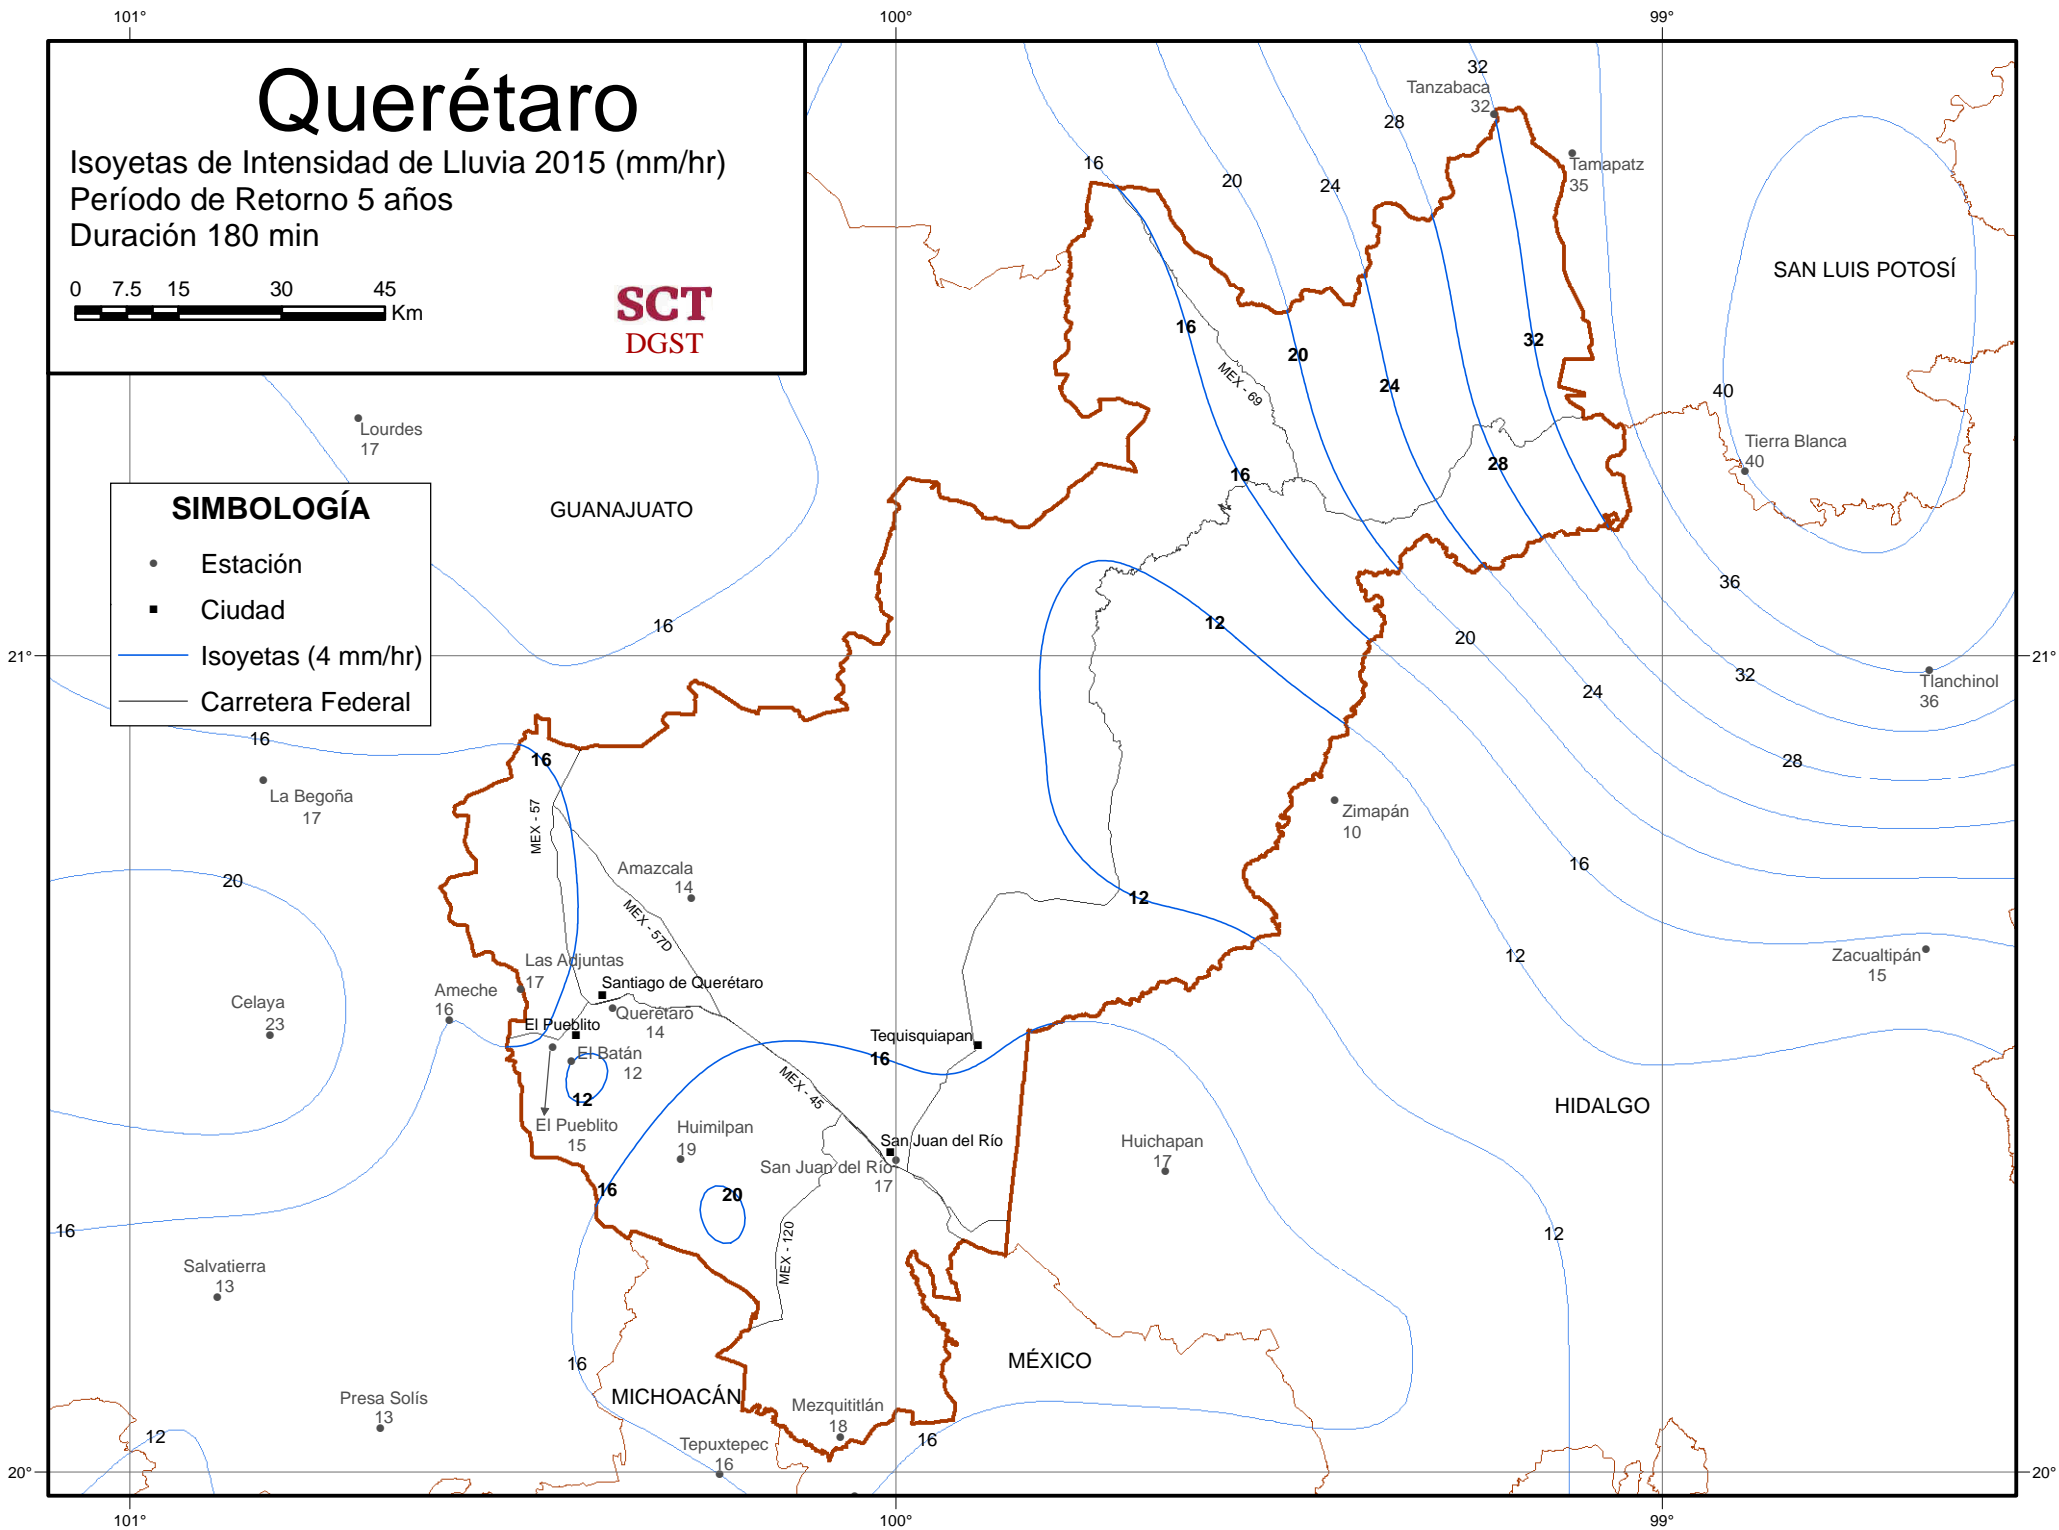 101°
100°
99°
Querétaro
Isoyetas de Intensidad de Lluvia 2015 (mm/hr)
Período de Retorno 5 años
Duración 180 min
0 7.5 15 30 45
Km
SCT
DGST
32
Tanzabaca
32
28
Tamapatz
35
16
20
24
SAN LUIS POTOSÍ
16
20
32
24
MEX - 69
40
Lourdes
17
Tierra Blanca
40
28
16
GUANAJUATO
SIMBOLOGÍA
Estación
Ciudad
Isoyetas (4 mm/hr)
Carretera Federal
36
16
12
20
21°
21°
32
Tlanchinol
36
24
16
16
28
La Begoña
17
MEX - 57
Zimapán
10
Amazcala
14
20
16
12
MEX - 57D
12
Zacualtipán
15
Las Adjuntas
17
Santiago de Querétaro
Ameche
16
Celaya
23
El Pueblito
Querétaro
14
Tequisquiapan
16
El Batán
12
12
MEX - 45
HIDALGO
El Pueblito
15
Huimilpan
19
San Juan del Río
San Juan del Río
17
Huichapan
17
16
20
16
12
MEX - 120
Salvatierra
13
16
MÉXICO
MICHOACÁN
Presa Solís
13
Mezquititlán
18
12
Tepuxtepec
16
16
20°
20°
101°
100°
99°